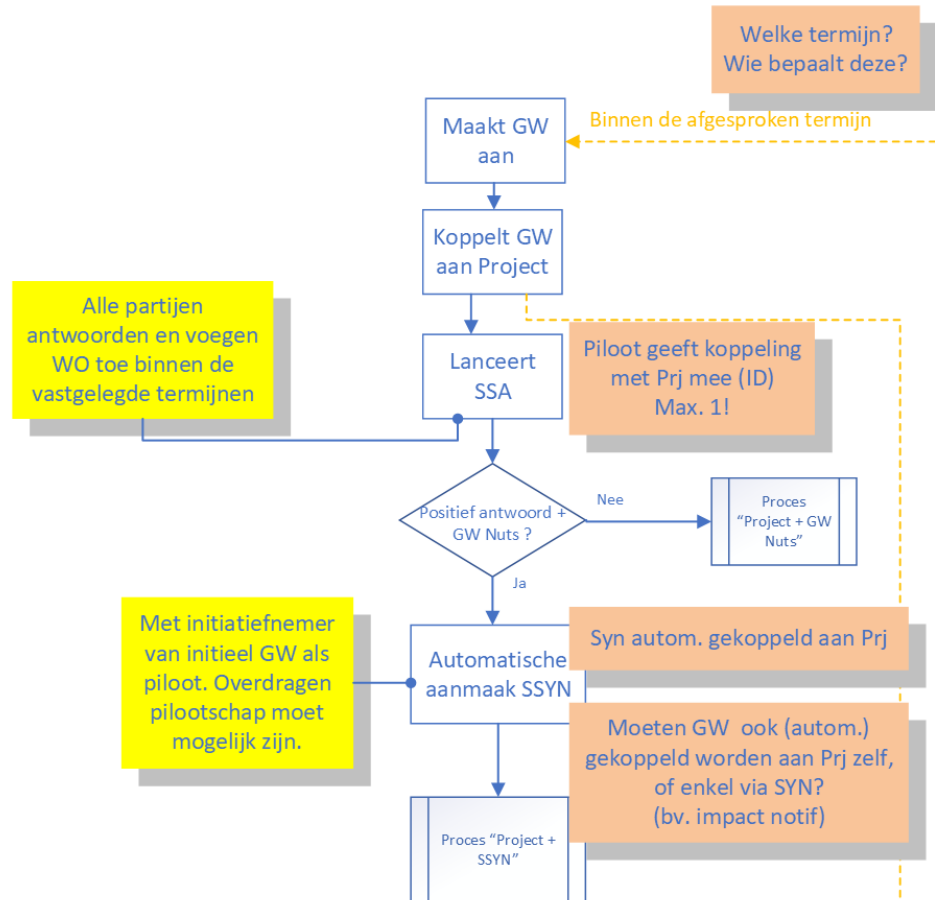 Welke termijn?
Wie bepaalt deze?
Binnen de afgesproken termijn
Maakt GW
aan
Koppelt GW
aan Project
Alle partijen
antwoorden en voegen
WO toe binnen de
vastgelegde termijnen
Lanceert
SSA
Piloot geeft koppeling
met Prj mee (ID)
Max. 1!
Positief antwoord +
GW Nuts ?
Nee
Proces
“Project + GW
Nuts”
Ja
Met initiatiefnemer
van initieel GW als
piloot. Overdragen
pilootschap moet
mogelijk zijn.
Automatische
aanmaak SSYN
Syn autom. gekoppeld aan Prj
Moeten GW  ook (autom.)
gekoppeld worden aan Prj zelf,
of enkel via SYN?
(bv. impact notif)
Proces “Project +
SSYN”